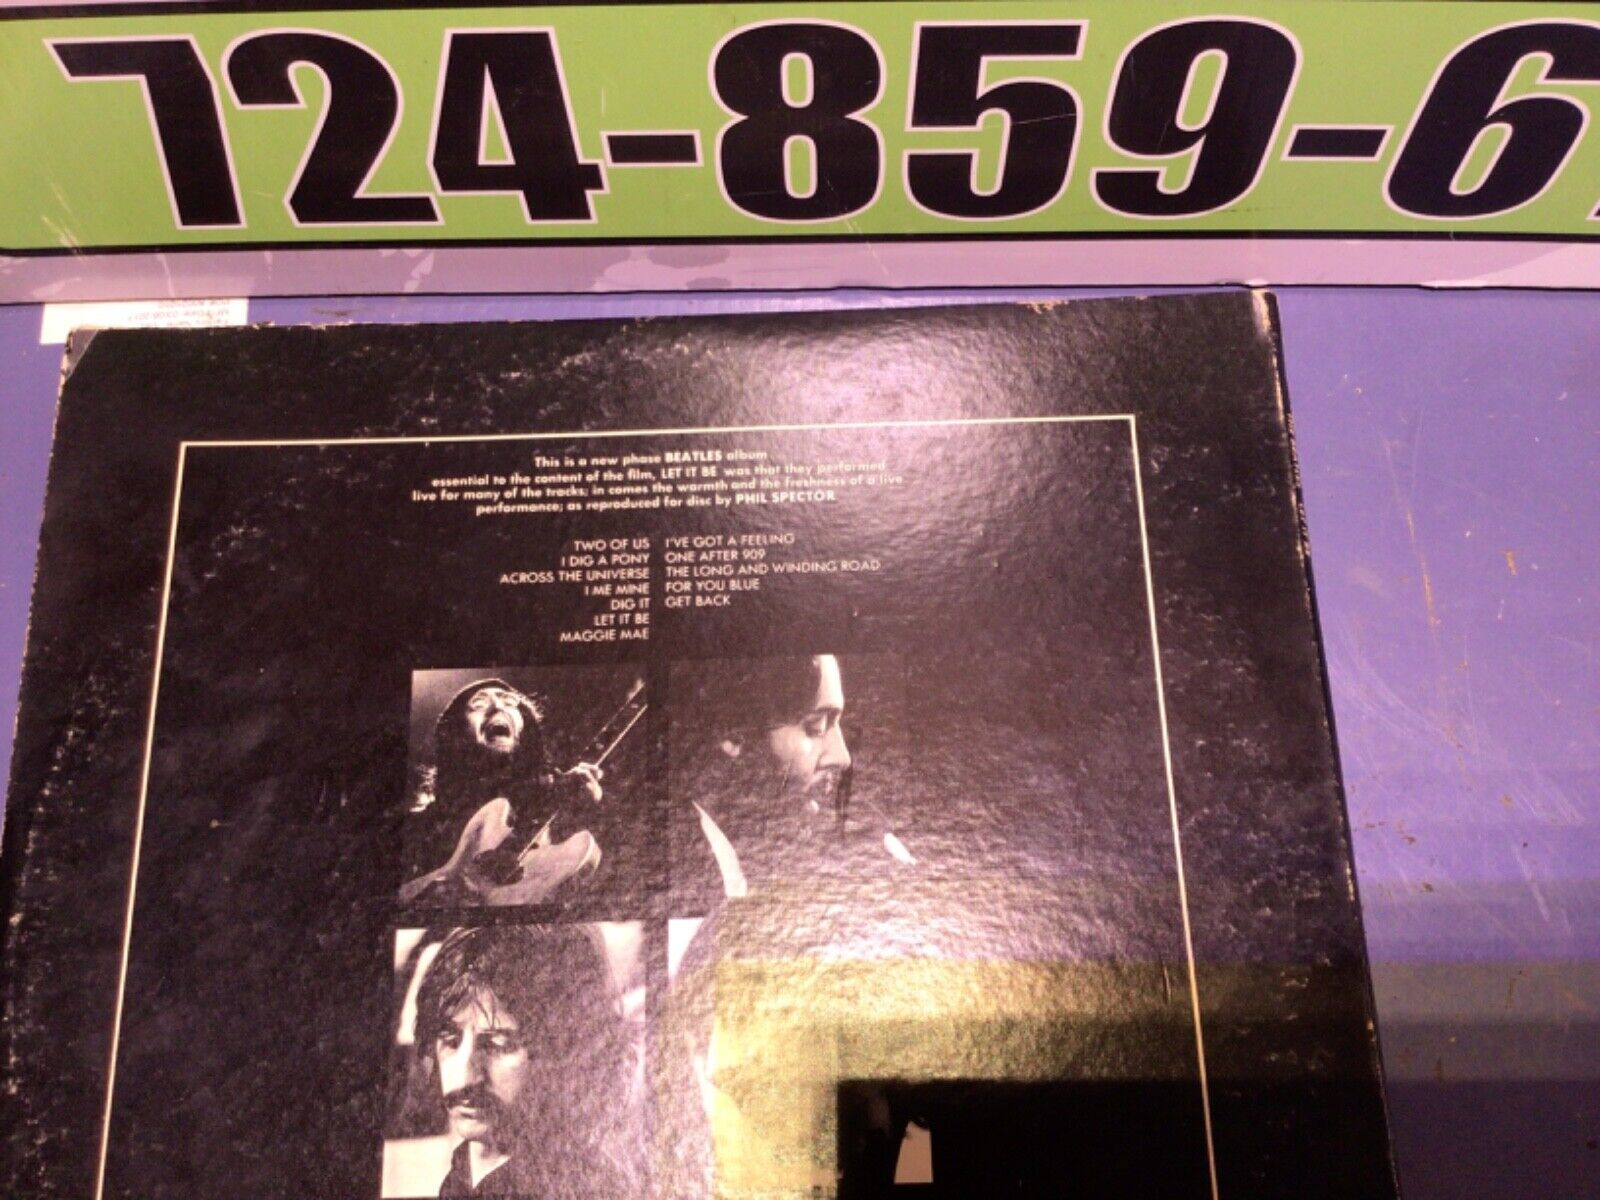 724-859-6
This is a new phase BEATLES album
essential to the content of the film, LET IT BE was that they performed
live for many of the tracks; in comes the warmth and the freshness of a live
performance; as reproduced for disc by PHIL SPECTOR
TWO OF US
I DIG A PONY
ACROSS THE UNIVERSE
I ME MINE
DIG IT
LET IT BE
MAGGIE MAE
I'VE GOT A FEELING
ONE AFTER 909
THE LONG AND WINDING ROAD
FOR YOU BLUE
GET BACK